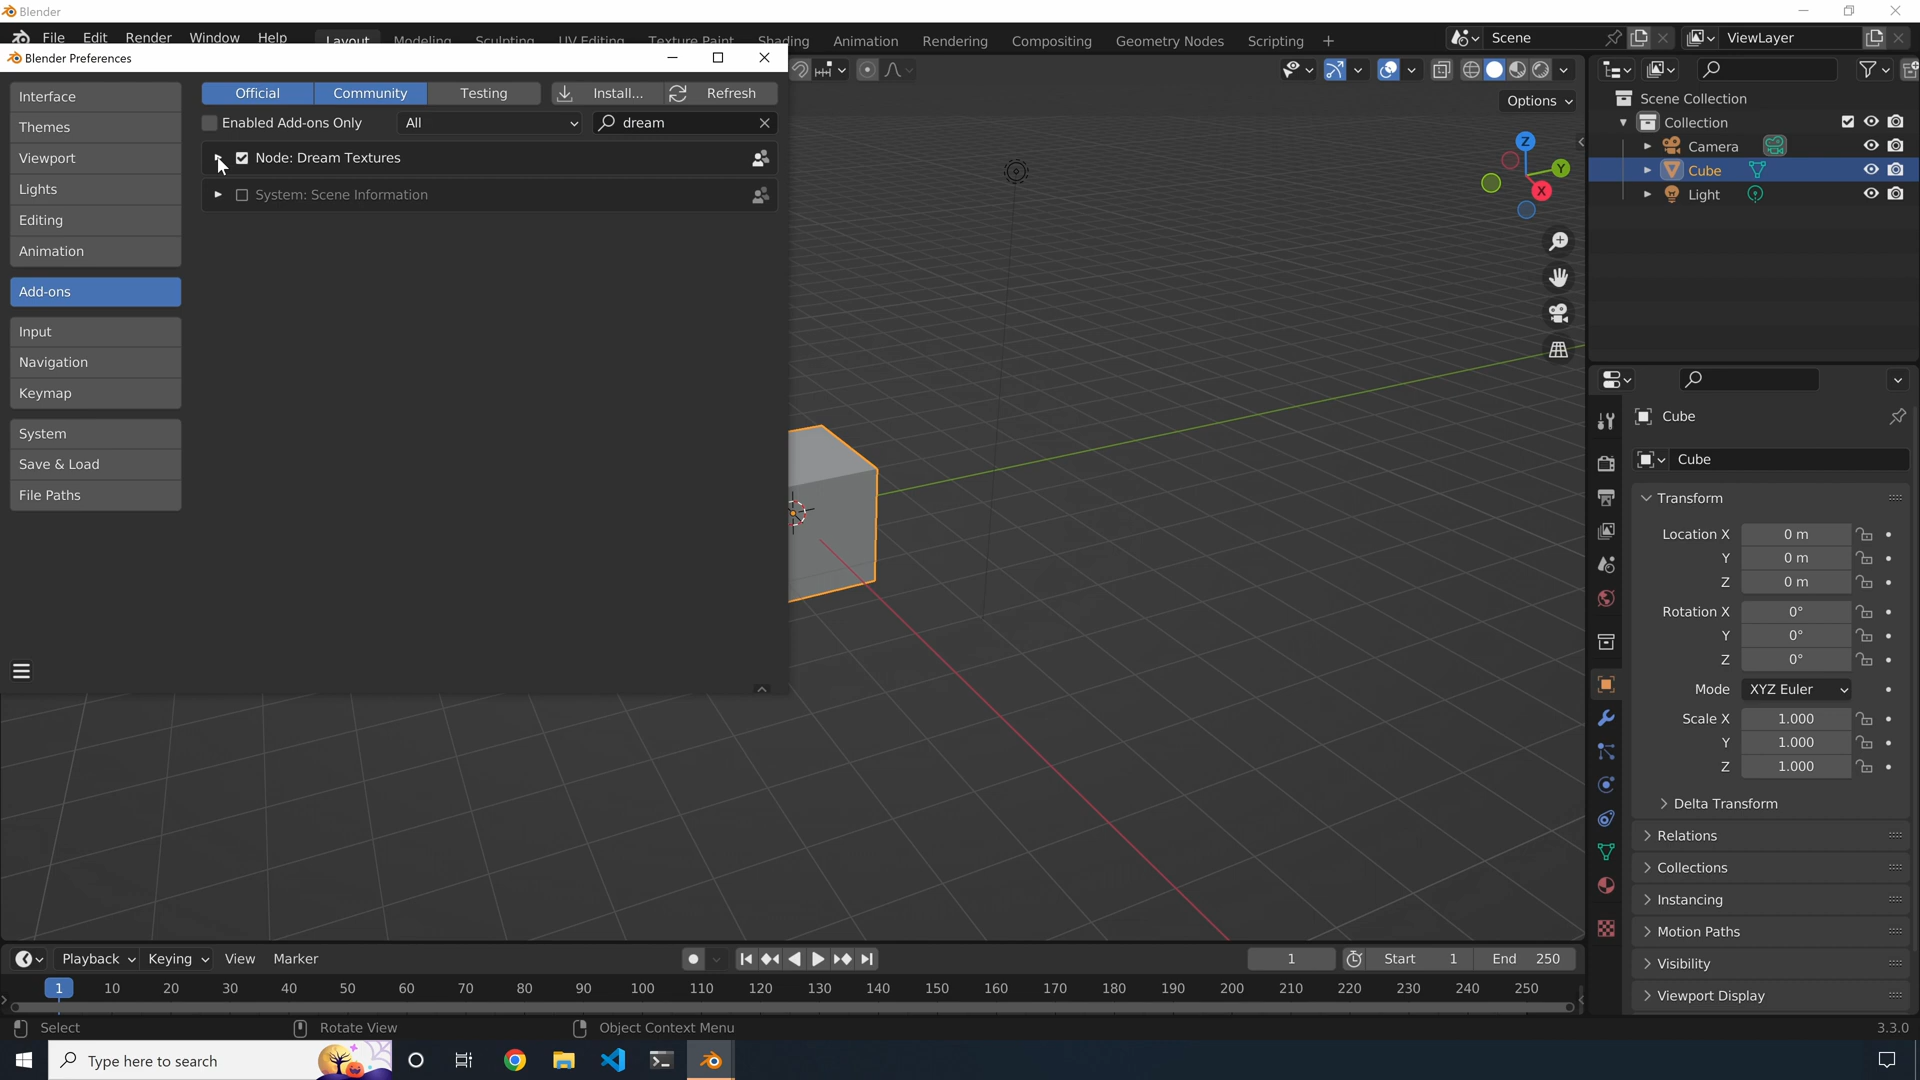 Blender
File Edit Render Window Help Layout Modeling Sculpting UV Editing Texture Paint Shading Animation Rendering Compositing Geometry Nodes Scripting + Scene ViewLayer
Blender Preferences
Options
Interface
Themes
Viewport
Lights
Editing
Animation
Add-ons
Input
Navigation
Keymap
System
Save & Load
File Paths
Official Community Testing Install... Refresh
Enabled Add-ons Only All dream
Node: Dream Textures
System: Scene Information
Z
Y
X
Scene Collection
Collection
Camera
Cube
Light
Cube
Cube
Transform
Location X 0 m
Y 0 m
Z 0 m
Rotation X 0°
Y 0°
Z 0°
Mode XYZ Euler
Scale X 1.000
Y 1.000
Z 1.000
Delta Transform
Relations
Collections
Instancing
Motion Paths
Visibility
Viewport Display
Playback Keying View Marker 1 Start 1 End 250
1 10 20 30 40 50 60 70 80 90 100 110 120 130 140 150 160 170 180 190 200 210 220 230 240 250
Select Rotate View Object Context Menu 3.3.0
Type here to search